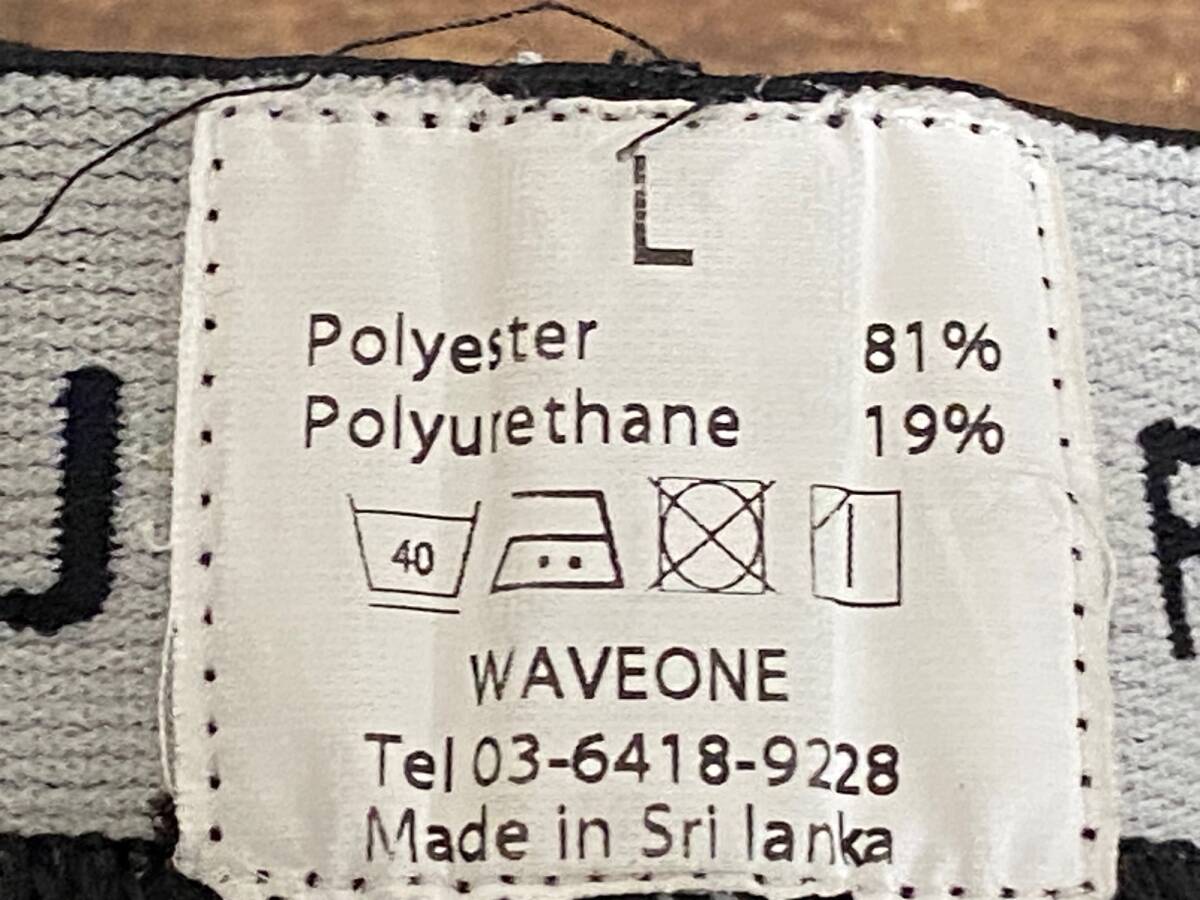 L
Polyester 81%
Polyurethane 19%
40
WAVEONE
Tel 03-6418-9228
Made in Sri lanka